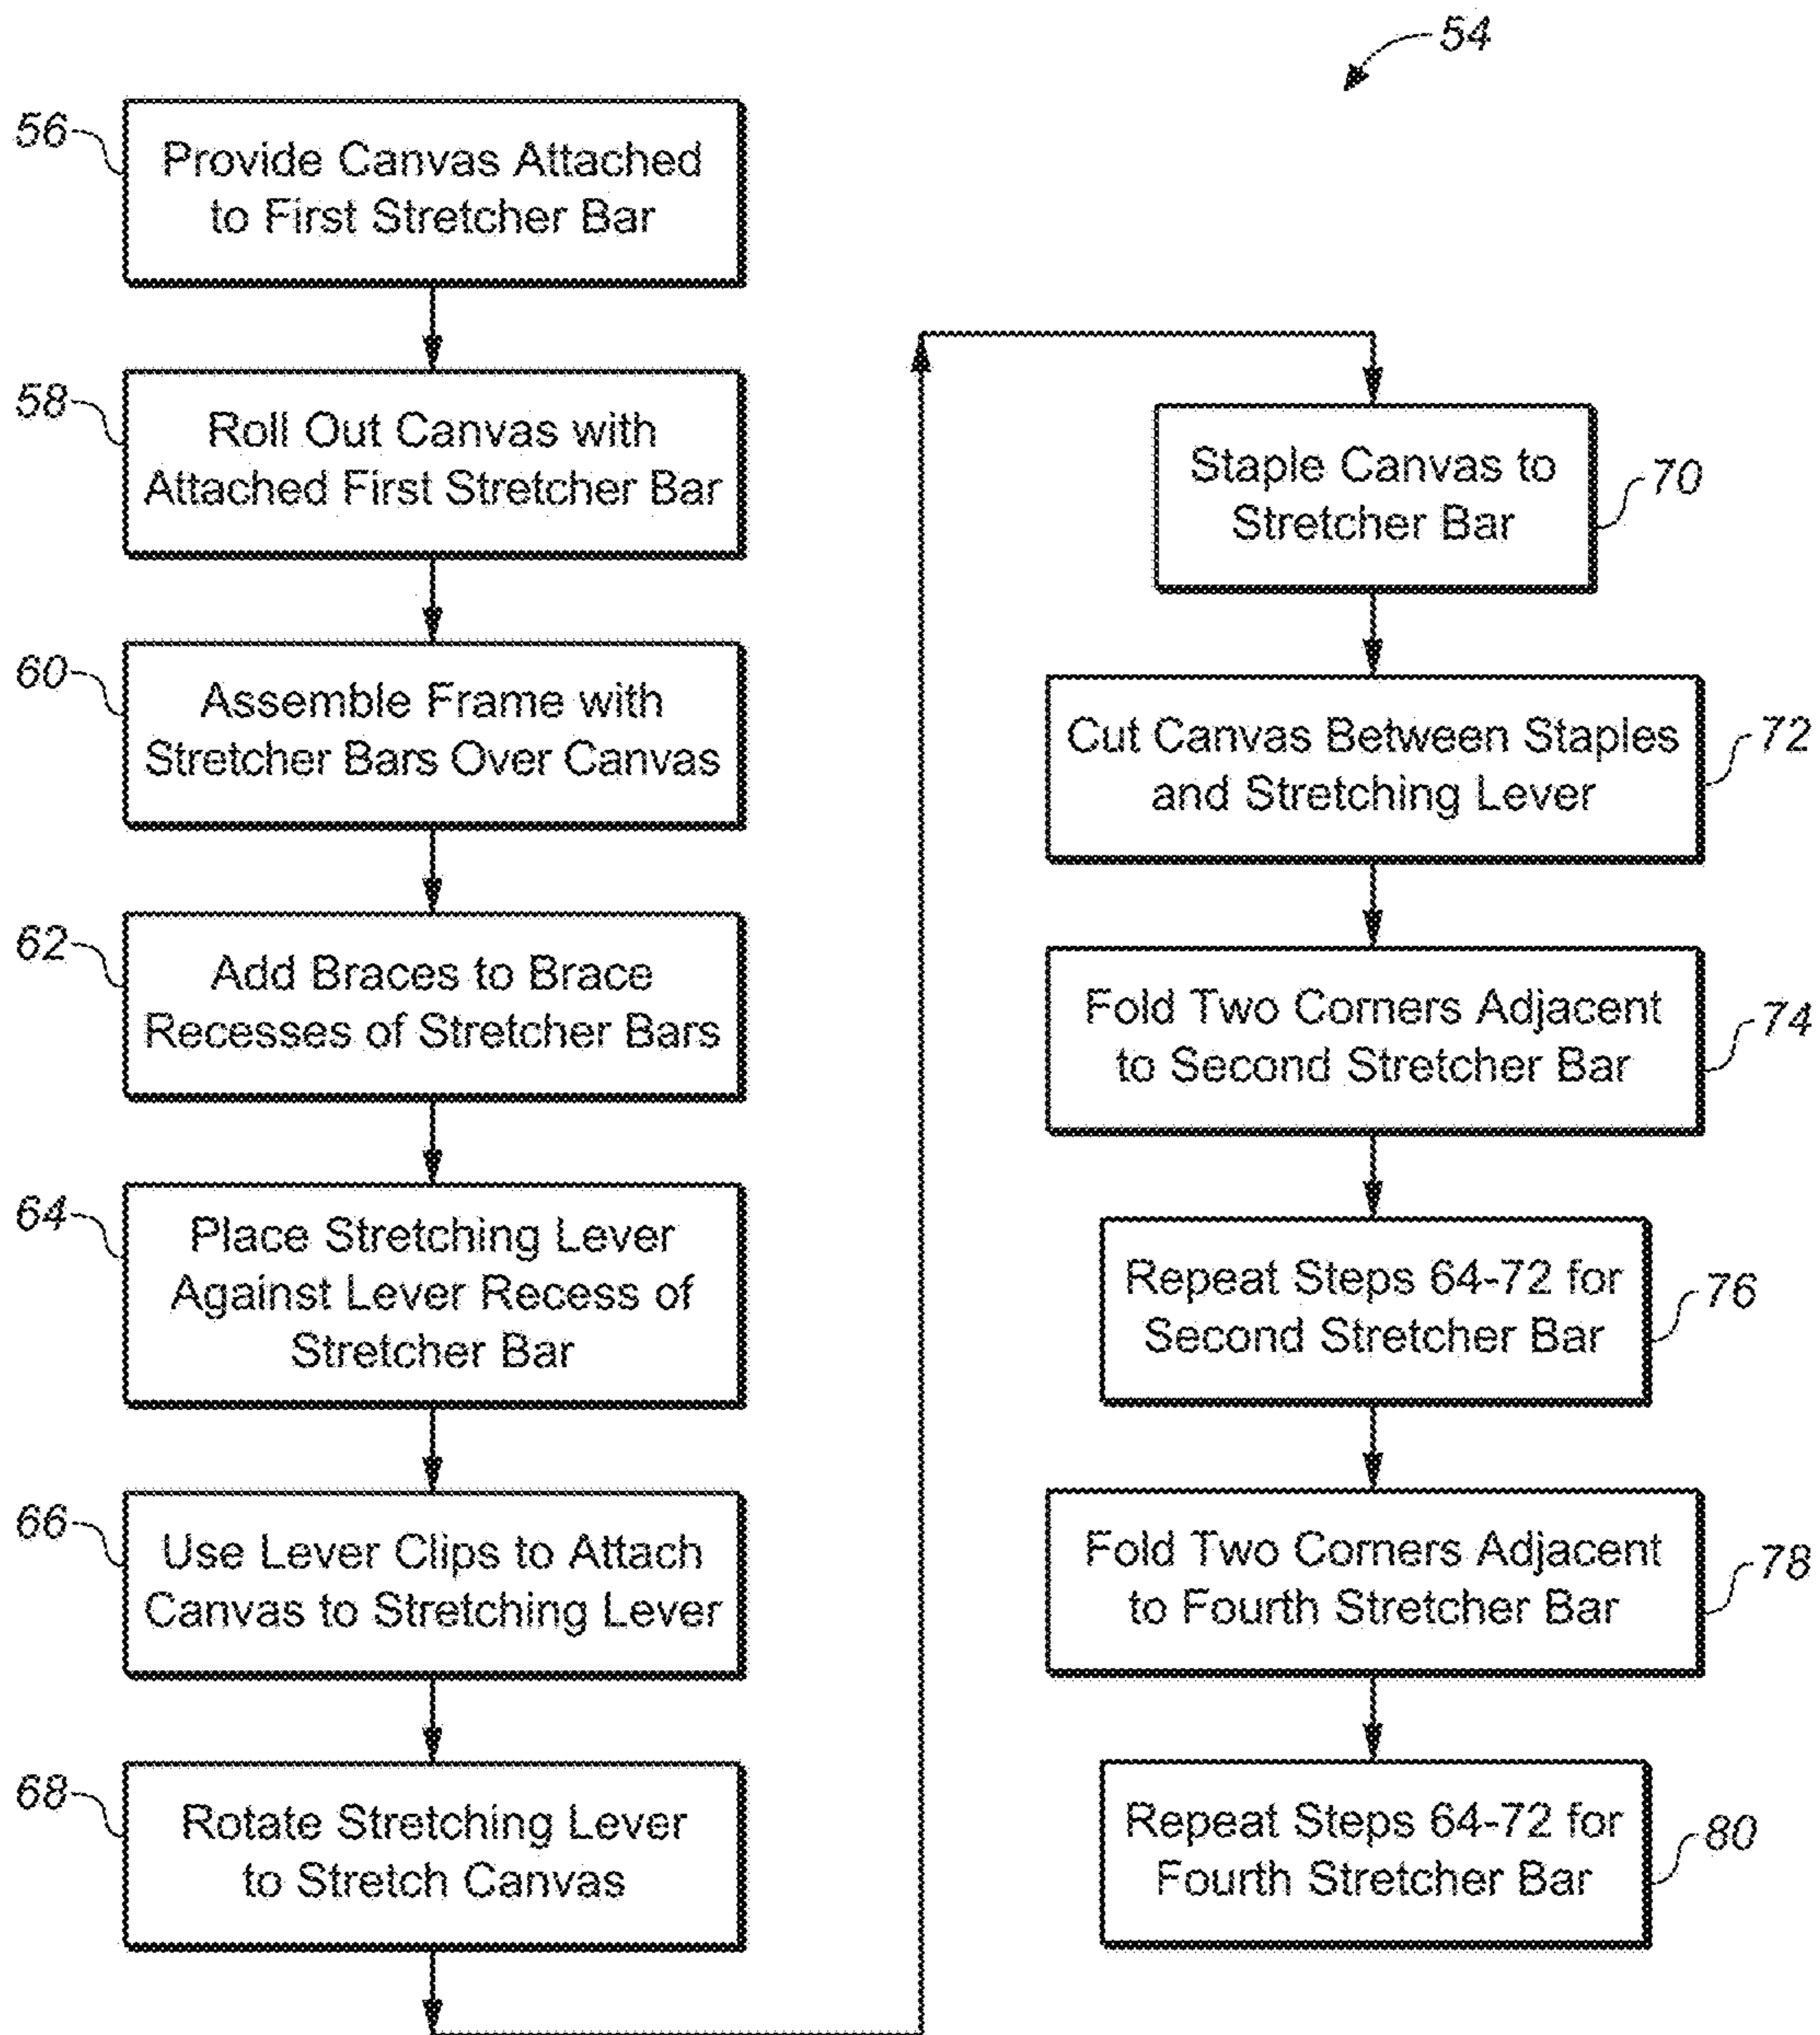 54
56
Provide Canvas Attached
to First Stretcher Bar
58
Roll Out Canvas with
Attached First Stretcher Bar
60
Assemble Frame with
Stretcher Bars Over Canvas
62
Add Braces to Brace
Recesses of Stretcher Bars
64
Place Stretching Lever
Against Lever Recess of
Stretcher Bar
66
Use Lever Clips to Attach
Canvas to Stretching Lever
68
Rotate Stretching Lever
to Stretch Canvas
Staple Canvas to
Stretcher Bar
70
Cut Canvas Between Staples
and Stretching Lever
72
Fold Two Corners Adjacent
to Second Stretcher Bar
74
Repeat Steps 64-72 for
Second Stretcher Bar
76
Fold Two Corners Adjacent
to Fourth Stretcher Bar
78
Repeat Steps 64-72 for
Fourth Stretcher Bar
80